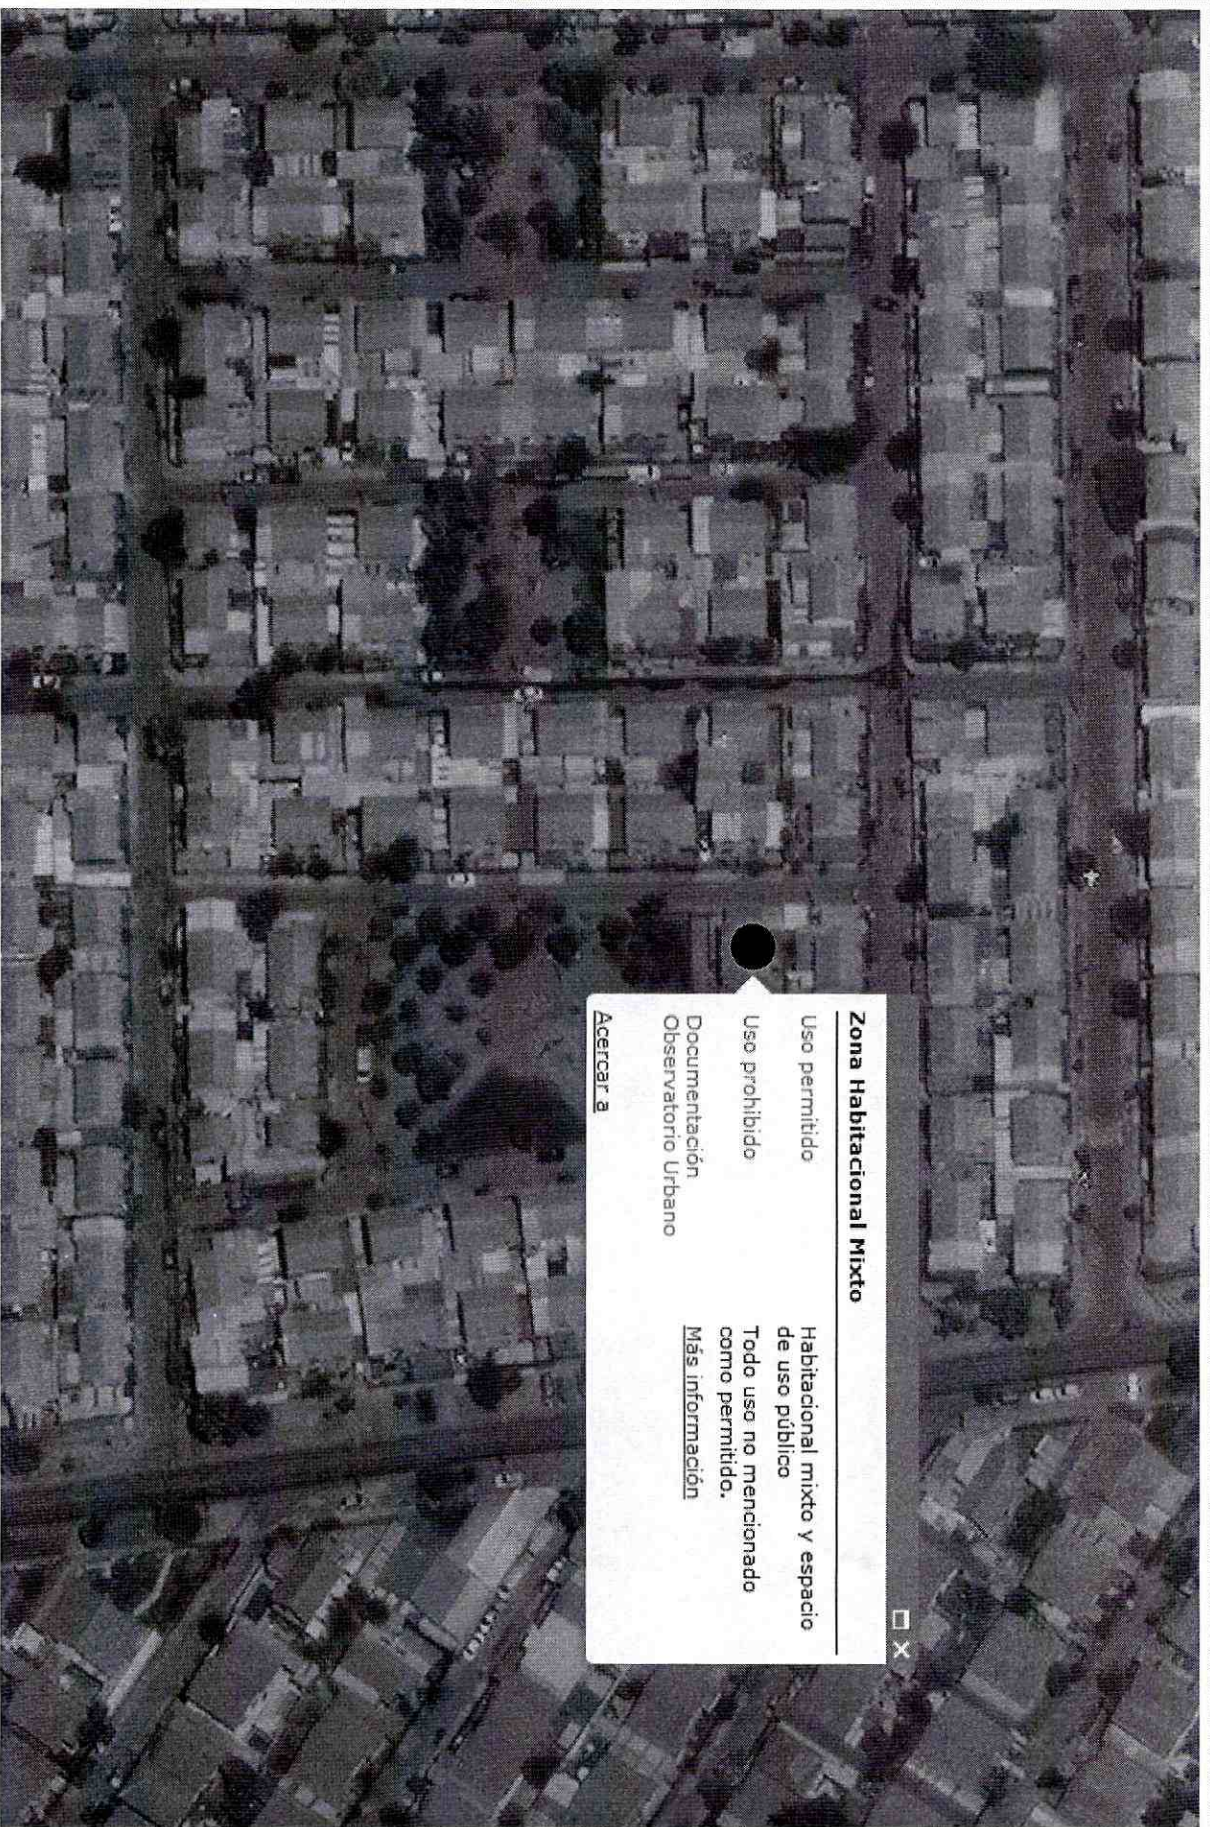 Zona Habitacional Mixto
Uso permitido
Habitacional mixto y espacio
de uso público
Uso prohibido
Todo uso no mencionado
como permitido.
Documentación
Observatorio Urbano
Más información
Acercar a